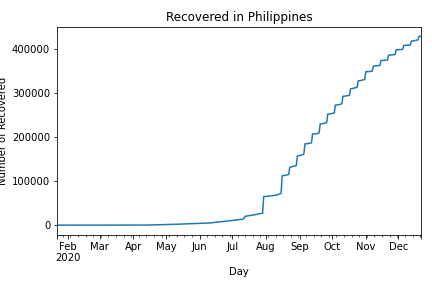 Recovered in Philippines
400000
300000
200000
100000
0
Number of Recovered
Feb Mar Apr May Jun Jul Aug Sep Oct Nov Dec
2020
Day